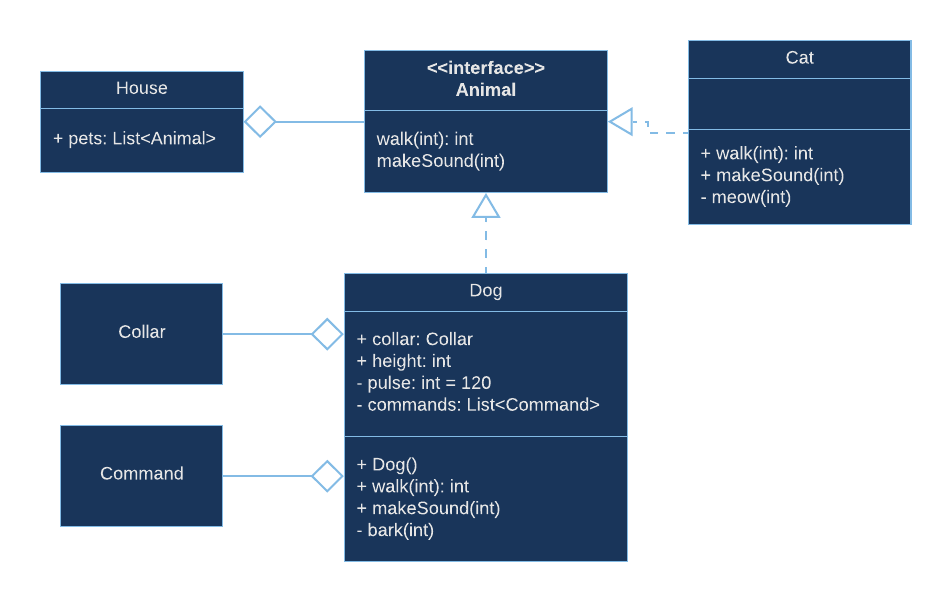 House
+ pets: List<Animal>
<<interface>>
Animal
walk(int): int
makeSound(int)
Cat
+ walk(int): int
+ makeSound(int)
- meow(int)
Collar
Command
Dog
+ collar: Collar
+ height: int
- pulse: int = 120
- commands: List<Command>
+ Dog()
+ walk(int): int
+ makeSound(int)
- bark(int)